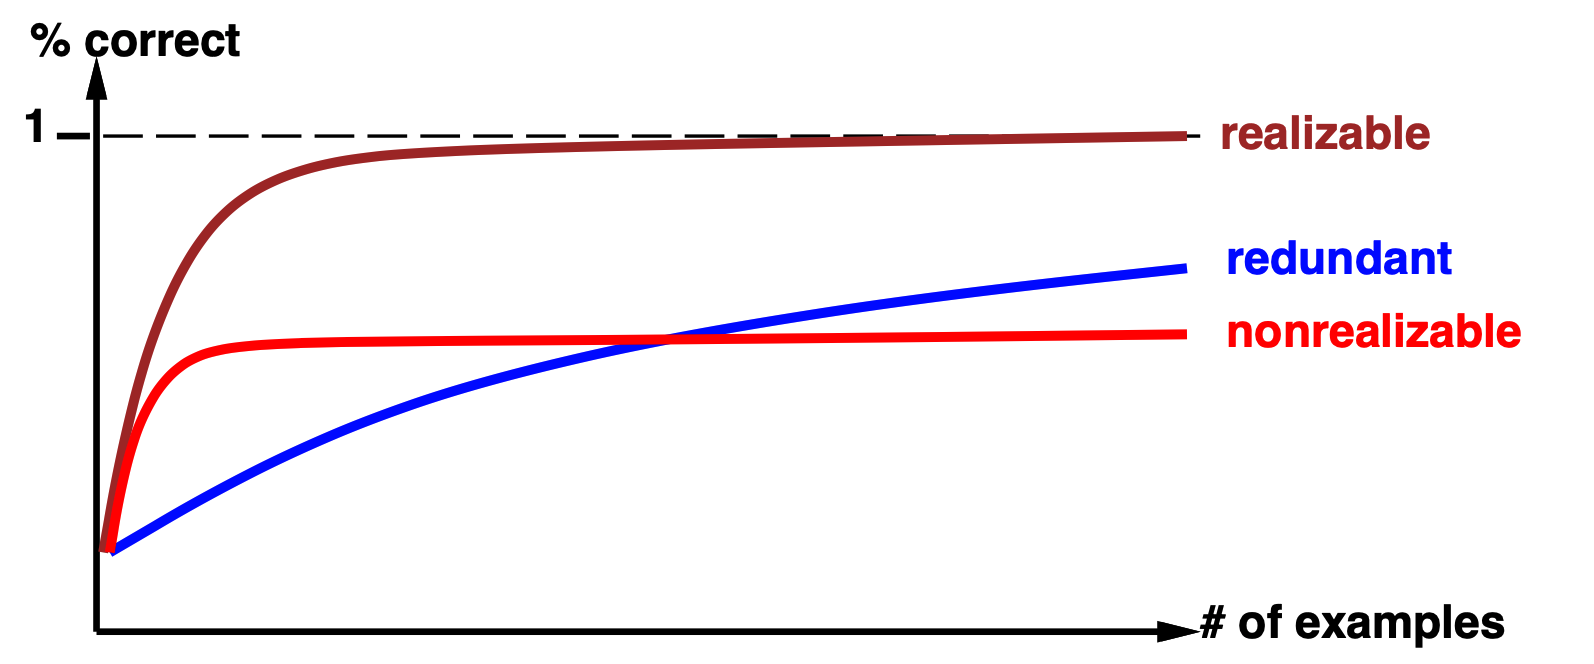 % correct
1
realizable
redundant
nonrealizable
# of examples